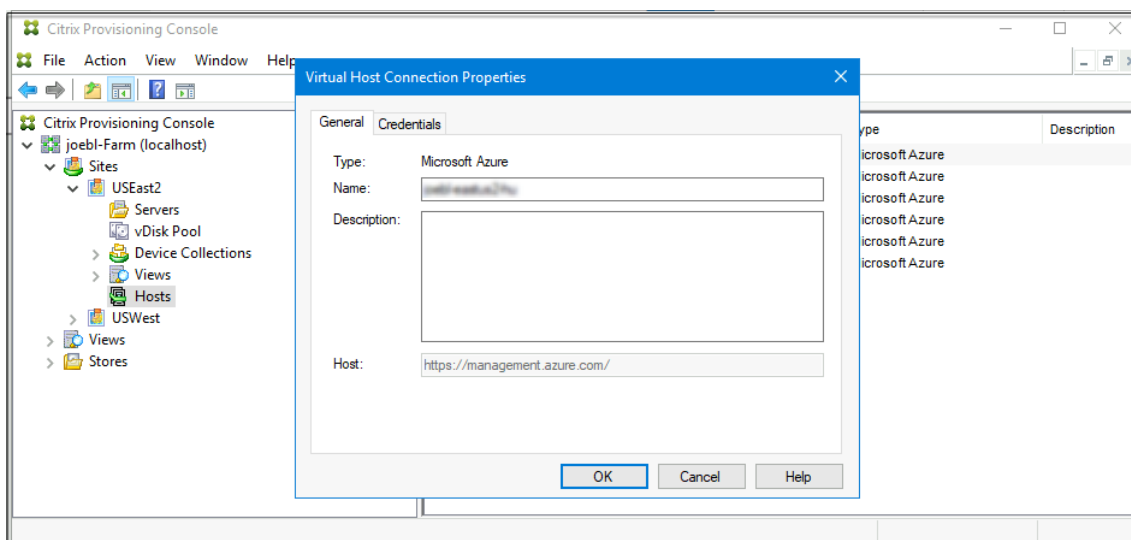 Citrix Provisioning Console
File Action View Window Help
Virtual Host Connection Properties
General Credentials
Type: Microsoft Azure
Name:
Description:
Host: https://management.azure.com/
OK Cancel Help
Citrix Provisioning Console
joebl-Farm (localhost)
Sites
USEast2
Servers
vDisk Pool
Device Collections
Views
Hosts
USWest
Views
Stores
ype Description
icrosoft Azure
icrosoft Azure
icrosoft Azure
icrosoft Azure
icrosoft Azure
icrosoft Azure